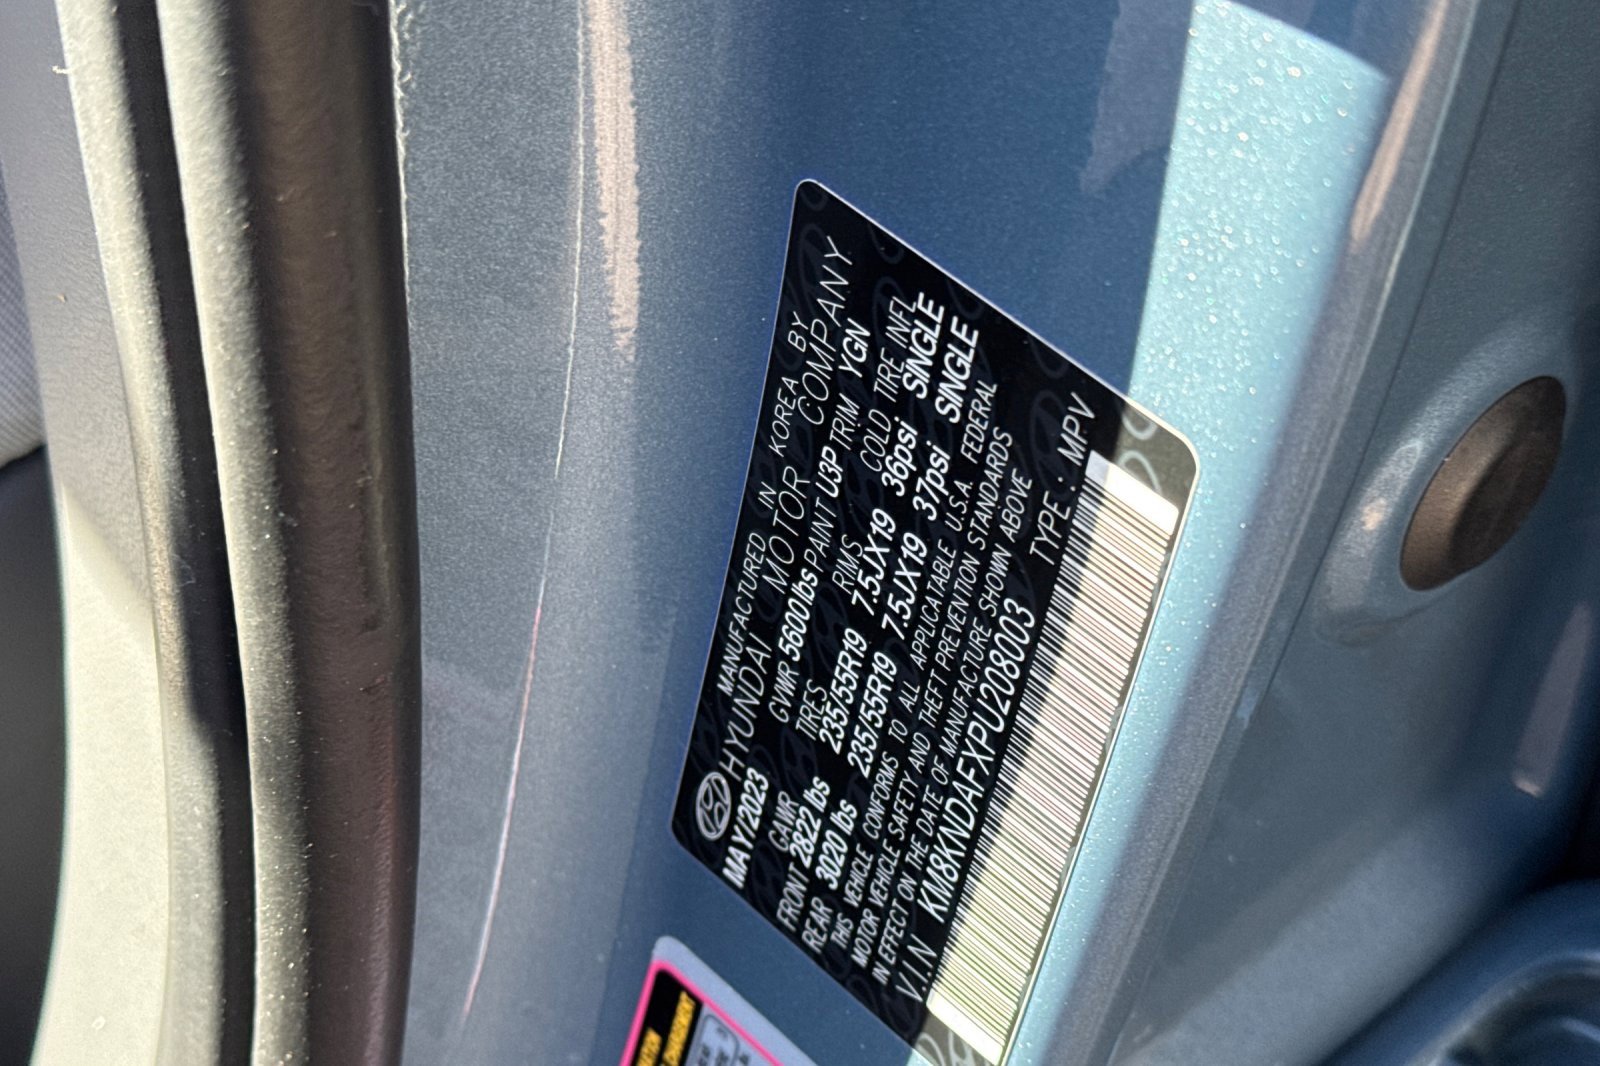 MANUFACTURED IN KOREA BY
HYUNDAI MOTOR COMPANY
MAY/2023 GVWR 5600lbs PAINT U3P TRIM YGN
GAWR TIRES RIMS COLD TIRE INFL
FRONT 2822 lbs 235/55R19 7.5JX19 36psi SINGLE
REAR 3020 lbs 235/55R19 7.5JX19 37psi SINGLE
THIS VEHICLE CONFORMS TO ALL APPLICABLE U.S.A. FEDERAL
MOTOR VEHICLE SAFETY AND THEFT PREVENTION STANDARDS
IN EFFECT ON THE DATE OF MANUFACTURE SHOWN ABOVE
V.I.N KM8KNDAFXPU208003 TYPE : MPV